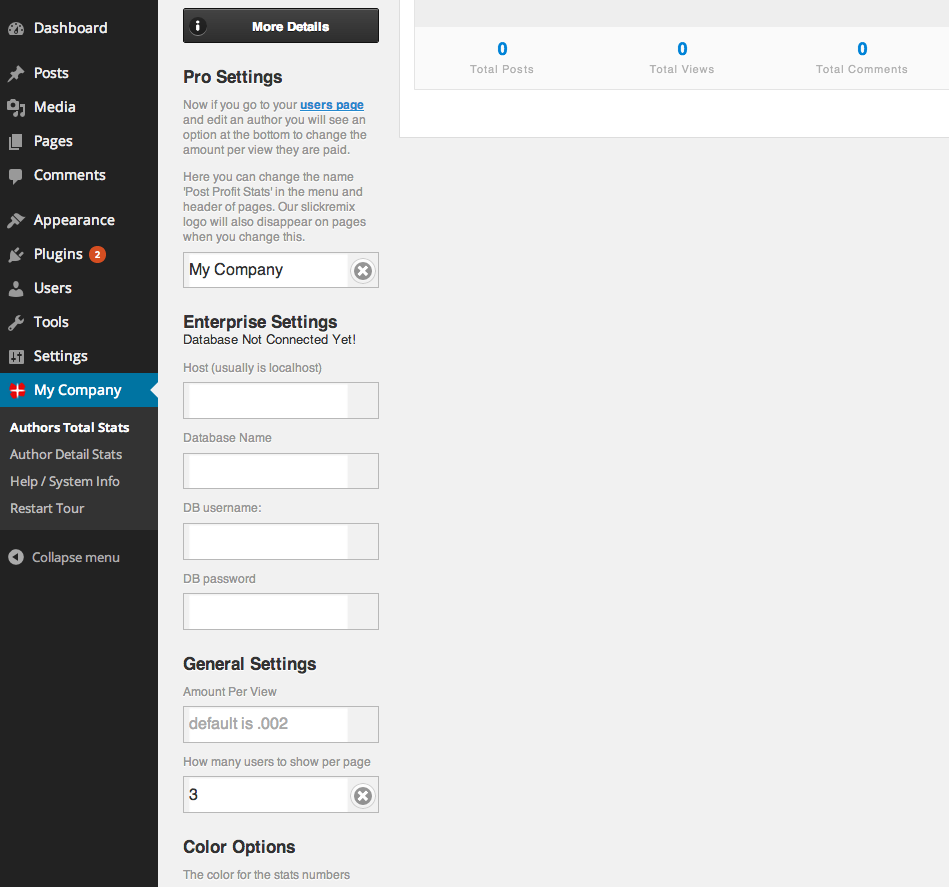 Dashboard
Posts
Media
Pages
Comments
Appearance
Plugins 2
Users
Tools
Settings
My Company
Authors Total Stats
Author Detail Stats
Help / System Info
Restart Tour
Collapse menu
More Details
Pro Settings
Now if you go to your users page
and edit an author you will see an
option at the bottom to change the
amount per view they are paid.
Here you can change the name
'Post Profit Stats' in the menu and
header of pages. Our slickremix
logo will also disappear on pages
when you change this.
My Company
Enterprise Settings
Database Not Connected Yet!
Host (usually is localhost)
Database Name
DB username:
DB password
General Settings
Amount Per View
default is .002
How many users to show per page
3
Color Options
The color for the stats numbers
0
Total Posts
0
Total Views
0
Total Comments